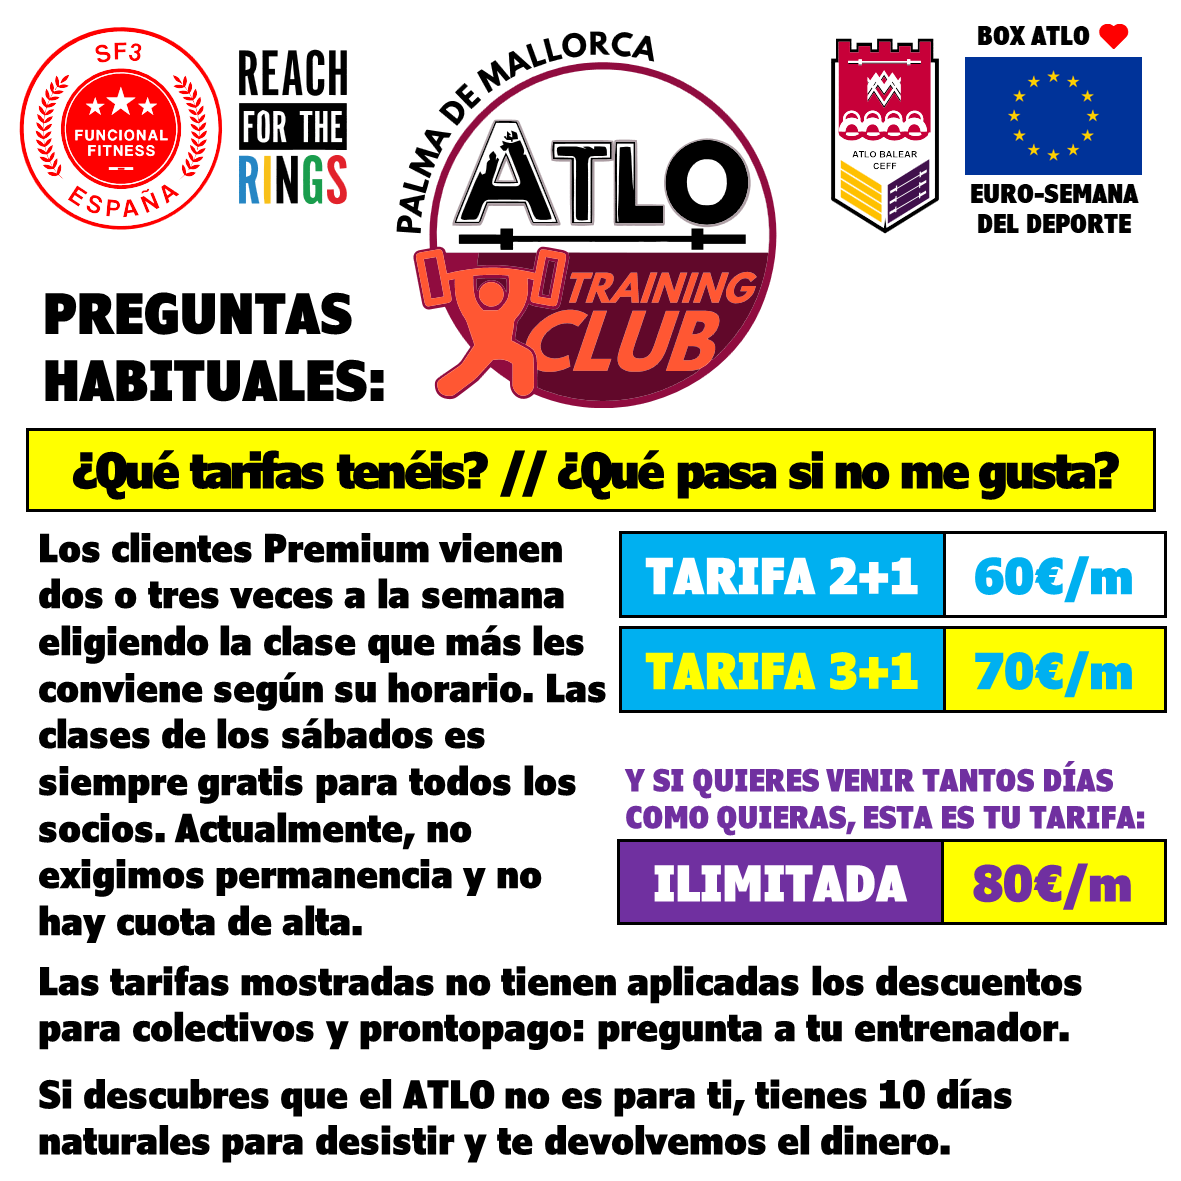 SF3
FUNCIONAL
FITNESS
ESPAÑA
REACH
FOR THE
RINGS
PALMA DE MALLORCA
ATLO
TRAINING
CLUB
ATLO BALEAR
CEFF
BOX ATLO
EURO-SEMANA
DEL DEPORTE
PREGUNTAS
HABITUALES:
¿Qué tarifas tenéis? // ¿Qué pasa si no me gusta?
Los clientes Premium vienen
dos o tres veces a la semana
eligiendo la clase que más les
conviene según su horario. Las
clases de los sábados es
siempre gratis para todos los
socios. Actualmente, no
exigimos permanencia y no
hay cuota de alta.
TARIFA 2+1 60€/m
TARIFA 3+1 70€/m
Y SI QUIERES VENIR TANTOS DÍAS
COMO QUIERAS, ESTA ES TU TARIFA:
ILIMITADA 80€/m
Las tarifas mostradas no tienen aplicadas los descuentos
para colectivos y prontopago: pregunta a tu entrenador.
Si descubres que el ATLO no es para ti, tienes 10 días
naturales para desistir y te devolvemos el dinero.